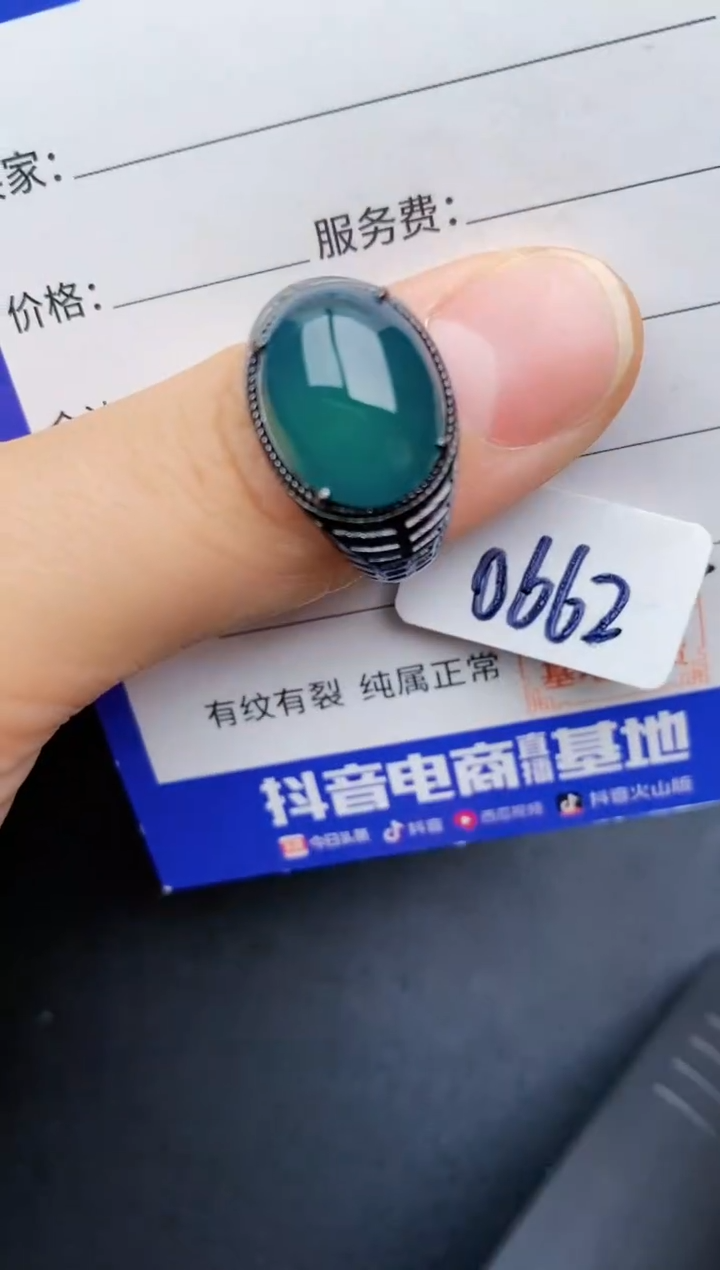 家：
服务费：
价格：
0662
有纹有裂 纯属正常
抖音电商直播基地
今日头条 抖音 西瓜视频 抖音火山版